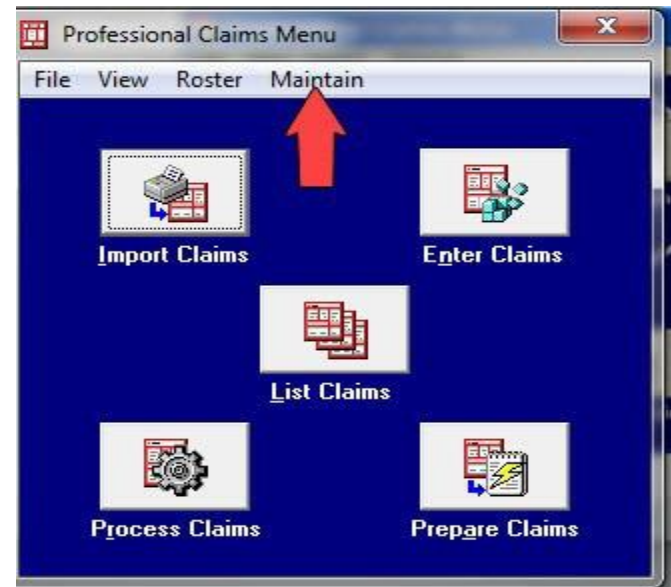 Professional Claims Menu
File View Roster Maintain
Import Claims Enter Claims
List Claims
Process Claims Prepare Claims